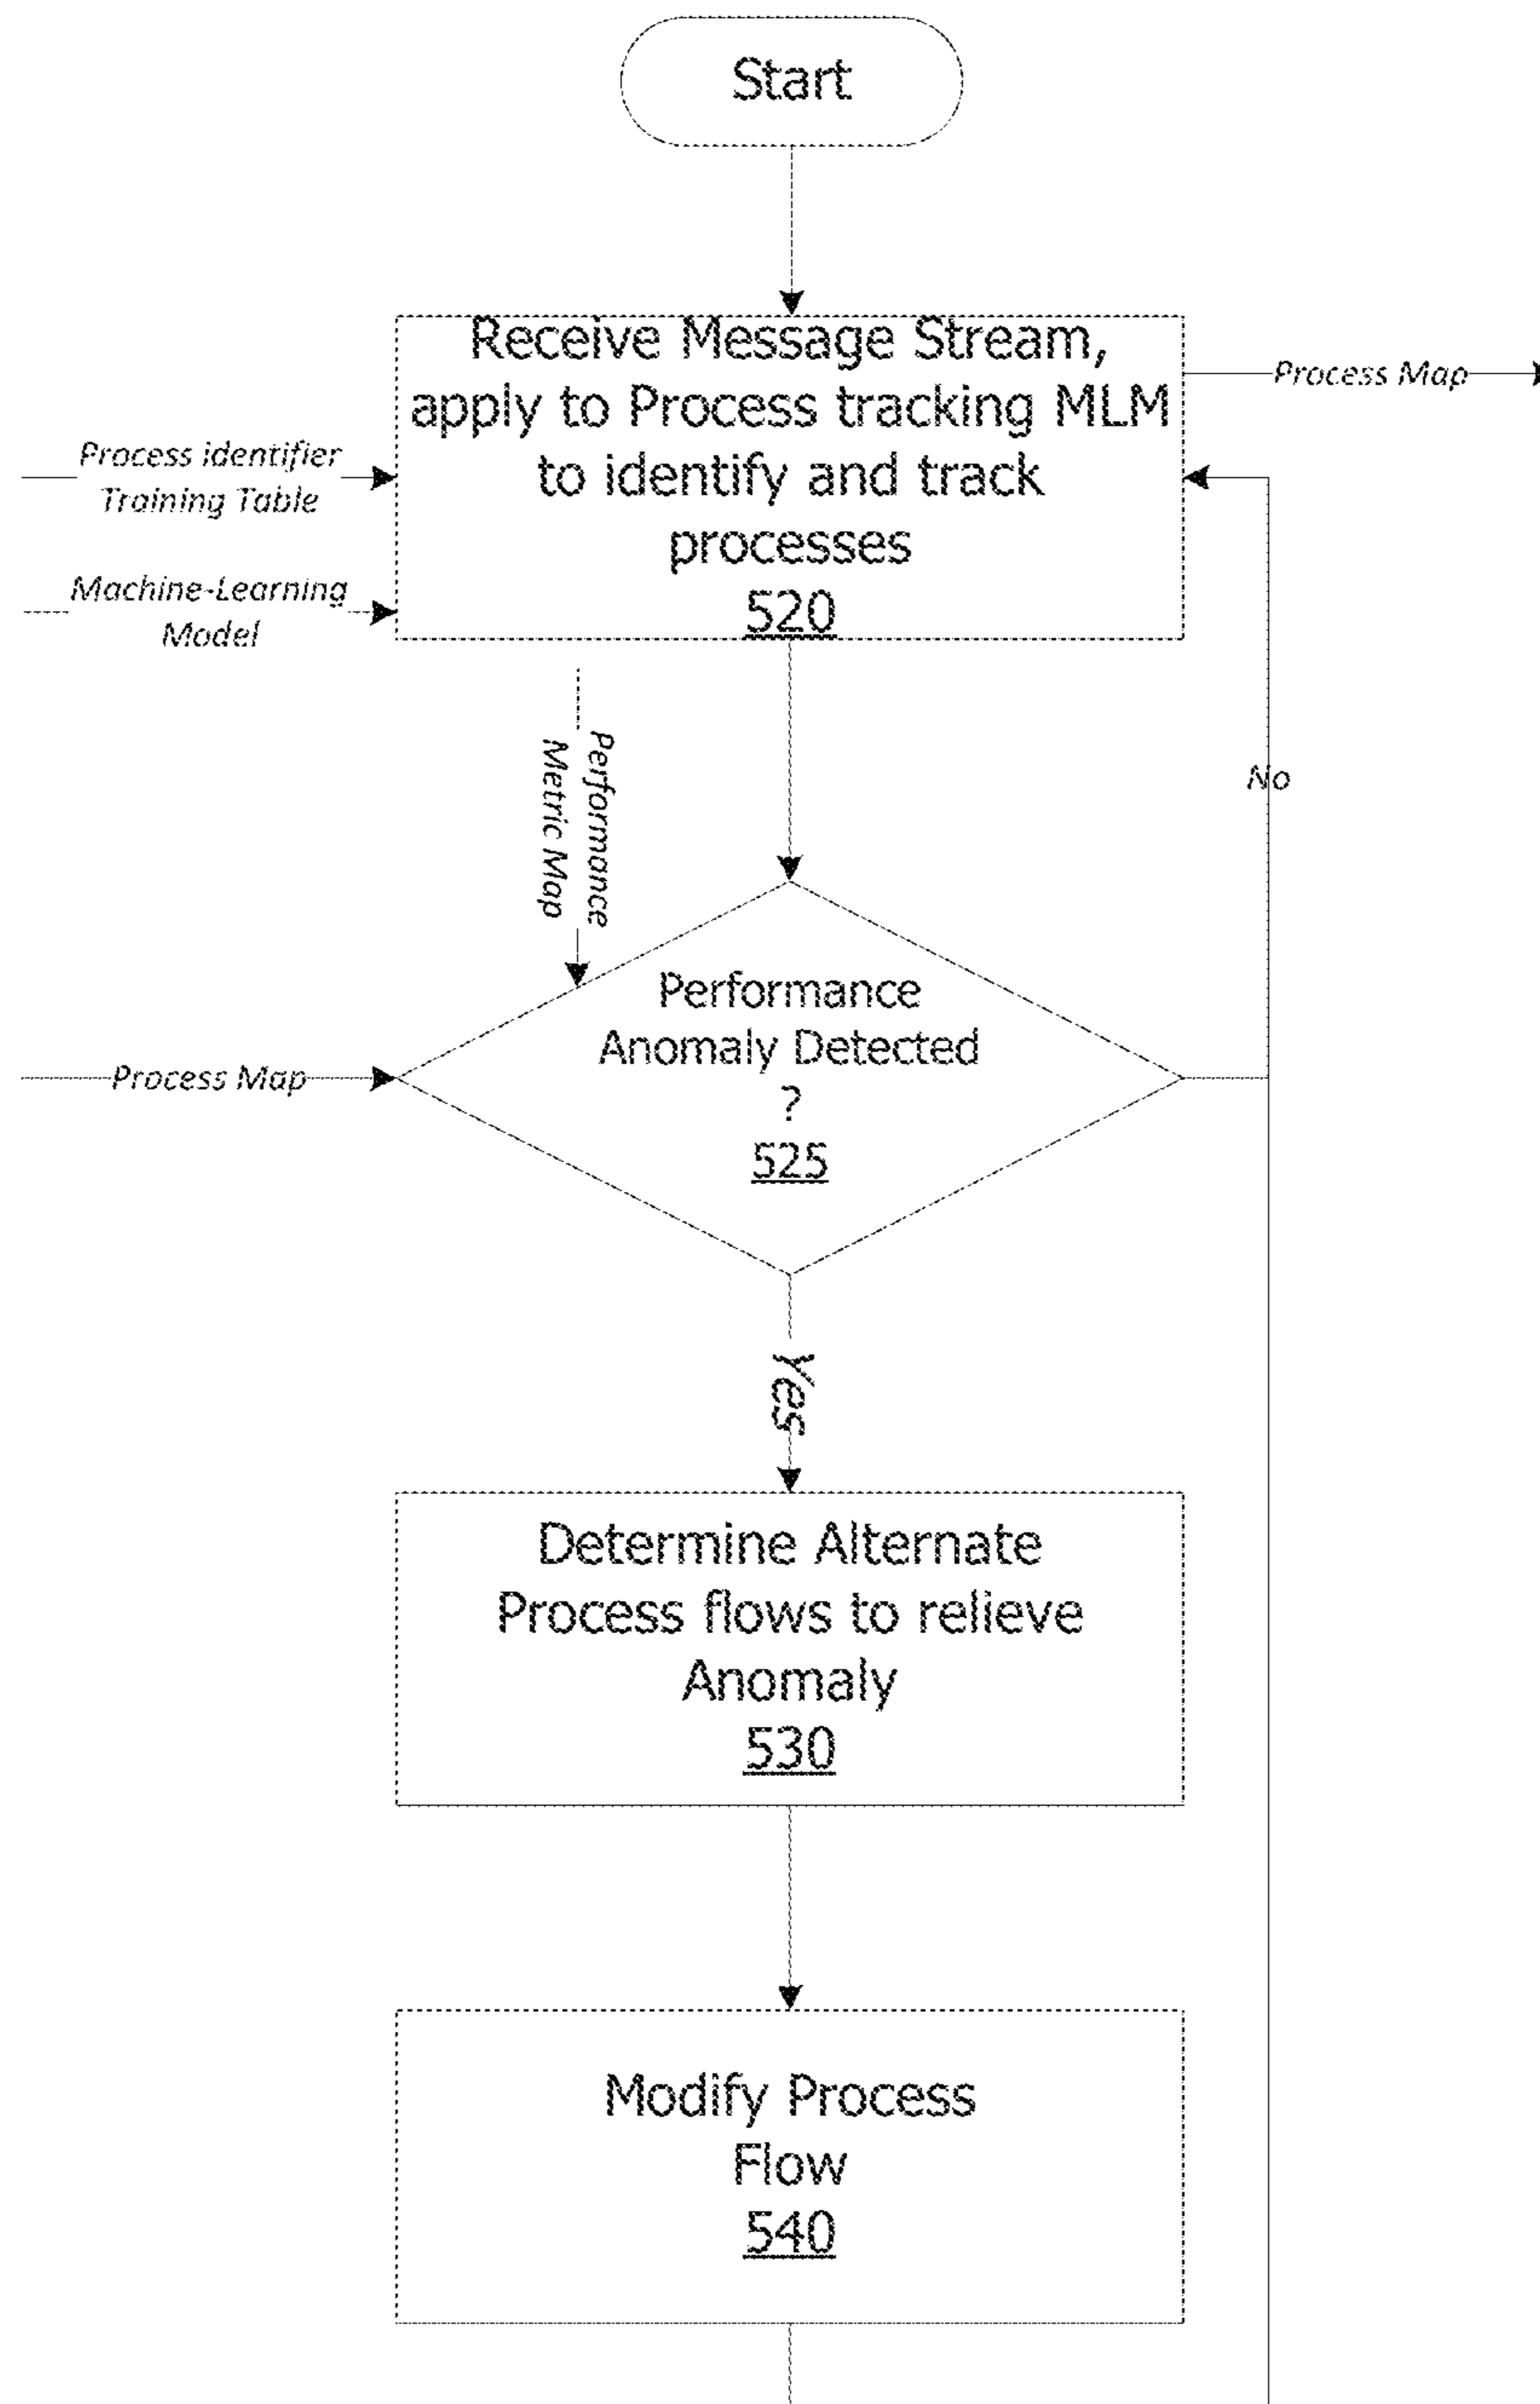 Start
Receive Message Stream,
apply to Process tracking MLM
to identify and track
processes
520
Process Map
Process identifier
Training Table
Machine-Learning
Model
Performance
Metric Map
No
Performance
Anomaly Detected
?
525
Process Map
Yes
Determine Alternate
Process flows to relieve
Anomaly
530
Modify Process
Flow
540